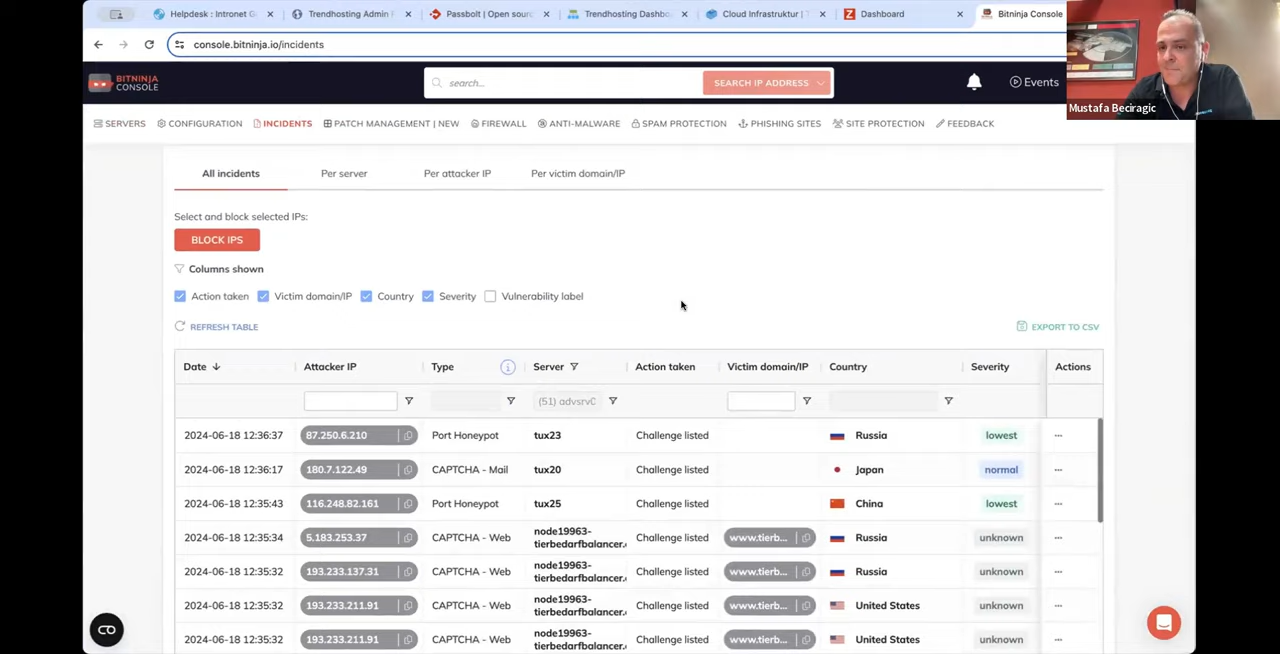 Helpdesk : Intranet G
Trendhosting Admin
Passbolt | Open sour
Trendhosting Dashbo
Cloud Infrastruktur | T
Dashboard
Bitninja Console
console.bitninja.io/incidents
BITNINJA
CONSOLE
search...
SEARCH IP ADDRESS
Events
Mustafa Beciragic
SERVERS CONFIGURATION INCIDENTS PATCH MANAGEMENT | NEW FIREWALL ANTI-MALWARE SPAM PROTECTION PHISHING SITES SITE PROTECTION FEEDBACK
All incidents Per server Per attacker IP Per victim domain/IP
Select and block selected IPs:
BLOCK IPS
Columns shown
Action taken Victim domain/IP Country Severity Vulnerability label
REFRESH TABLE EXPORT TO CSV
Date Attacker IP Type Server Action taken Victim domain/IP Country Severity Actions
(51) advsrv
2024-06-18 12:36:37 87.250.6.210 Port Honeypot tux23 Challenge listed Russia lowest ...
2024-06-18 12:36:17 180.7.122.49 CAPTCHA - Mail tux20 Challenge listed Japan normal ...
2024-06-18 12:35:43 116.248.82.161 Port Honeypot tux25 Challenge listed China lowest ...
2024-06-18 12:35:34 5.183.253.37 CAPTCHA - Web node19963-tierbedarfbalancer. Challenge listed www.tierb... Russia unknown ...
2024-06-18 12:35:32 193.233.137.31 CAPTCHA - Web node19963-tierbedarfbalancer. Challenge listed www.tierb... Russia unknown ...
2024-06-18 12:35:32 193.233.211.91 CAPTCHA - Web node19963-tierbedarfbalancer. Challenge listed www.tierb... United States unknown ...
2024-06-18 12:35:32 193.233.211.91 CAPTCHA - Web node19963-tierbedarfbalancer. Challenge listed www.tierb... United States unknown ...